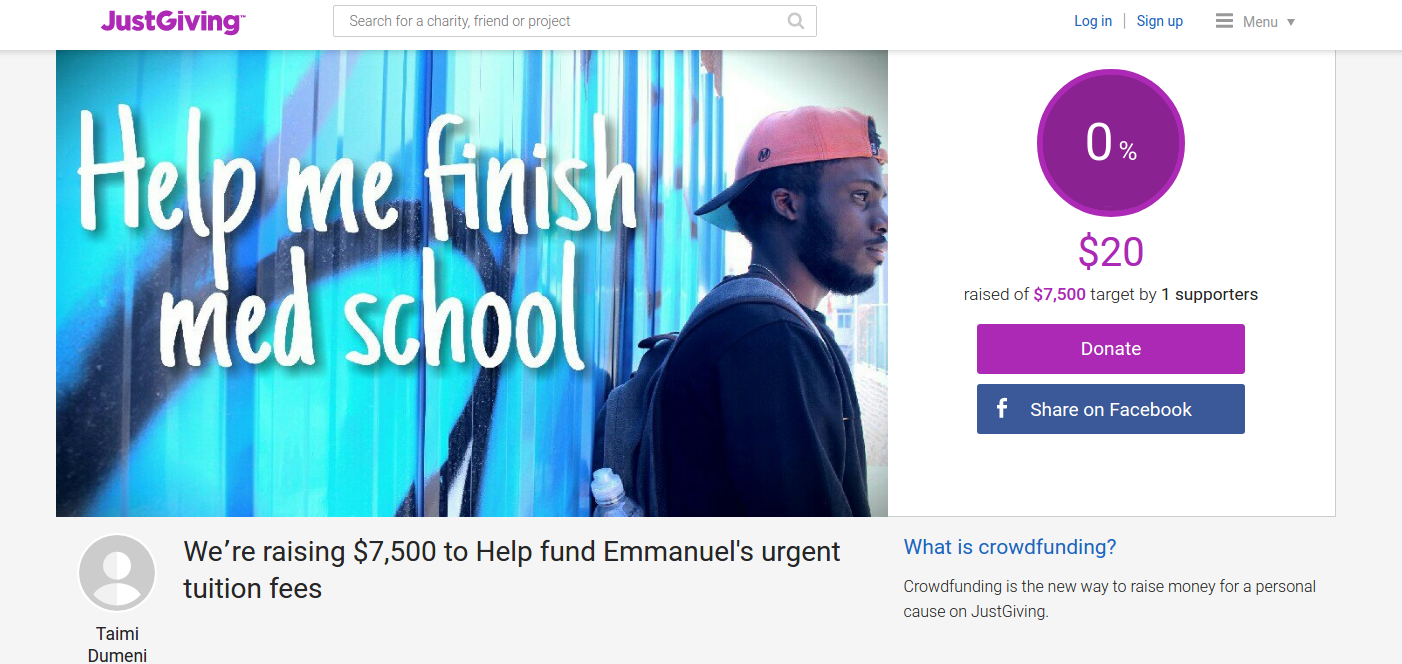 JustGiving™
Search for a charity, friend or project
Log in
Sign up
Menu ▼
Help me finish
med school
0 %
$20
raised of $7,500 target by 1 supporters
Donate
f Share on Facebook
We’re raising $7,500 to Help fund Emmanuel's urgent
tuition fees
Taimi
Dumeni
What is crowdfunding?
Crowdfunding is the new way to raise money for a personal
cause on JustGiving.